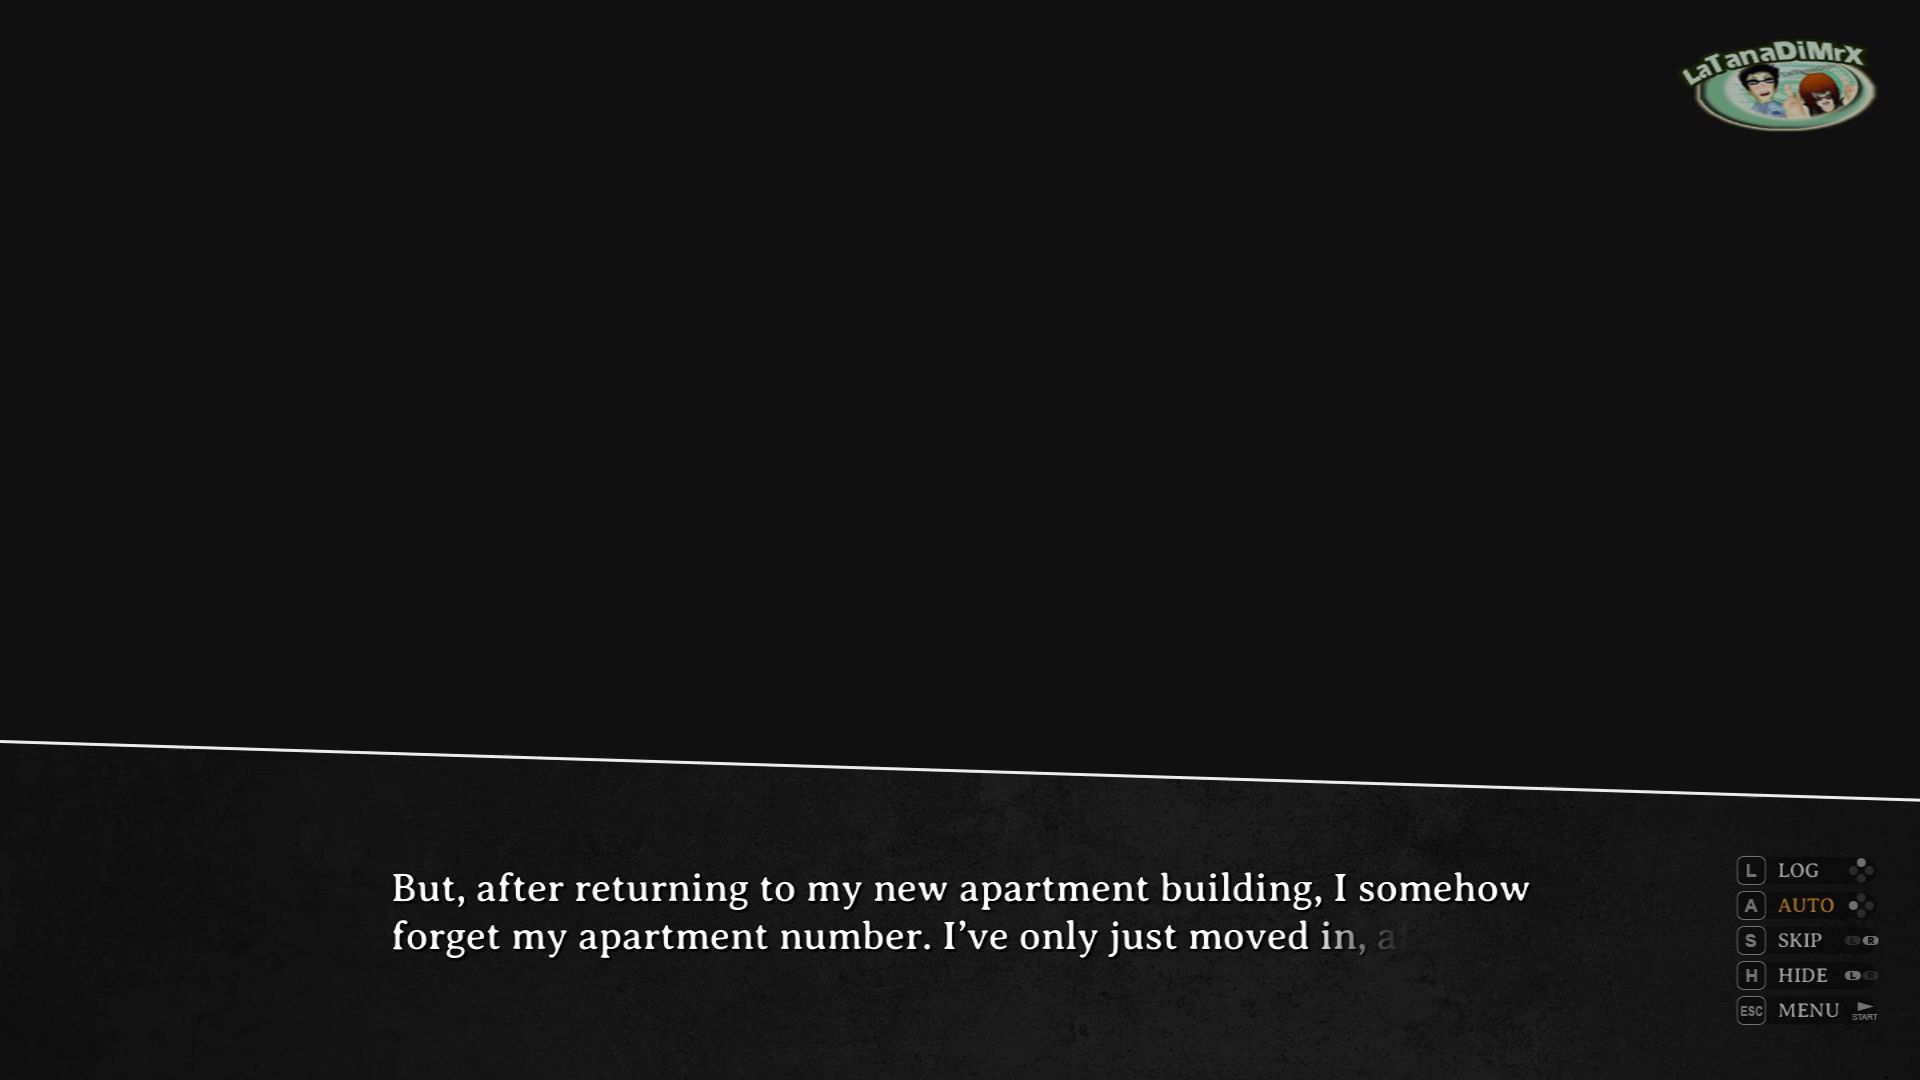 LaTanaDiMrX
But, after returning to my new apartment building, I somehow
forget my apartment number. I’ve only just moved in, a
L LOG
A AUTO
S SKIP L R
H HIDE L R
ESC MENU START